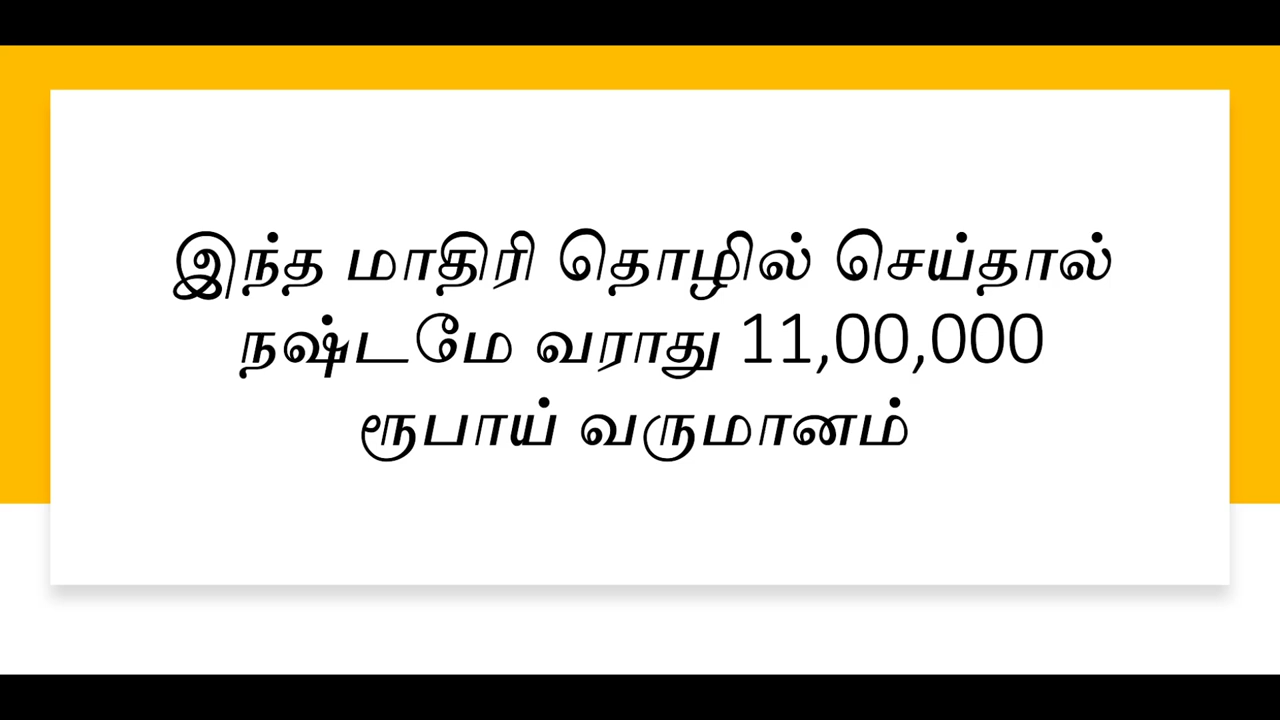 இந்த மாதிரி தொழில் செய்தால்
நஷ்டமே வராது 11,00,000
ரூபாய் வருமானம்